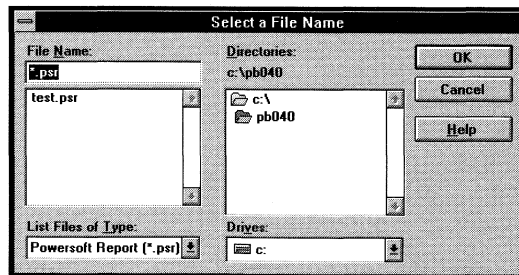 Select a File Name
File Name:
*.psr
test.psr
List Files of Type:
Powersoft Report (*.psr)
Directories:
c:\pb040
c:\
pb040
Drives:
c:
OK
Cancel
Help